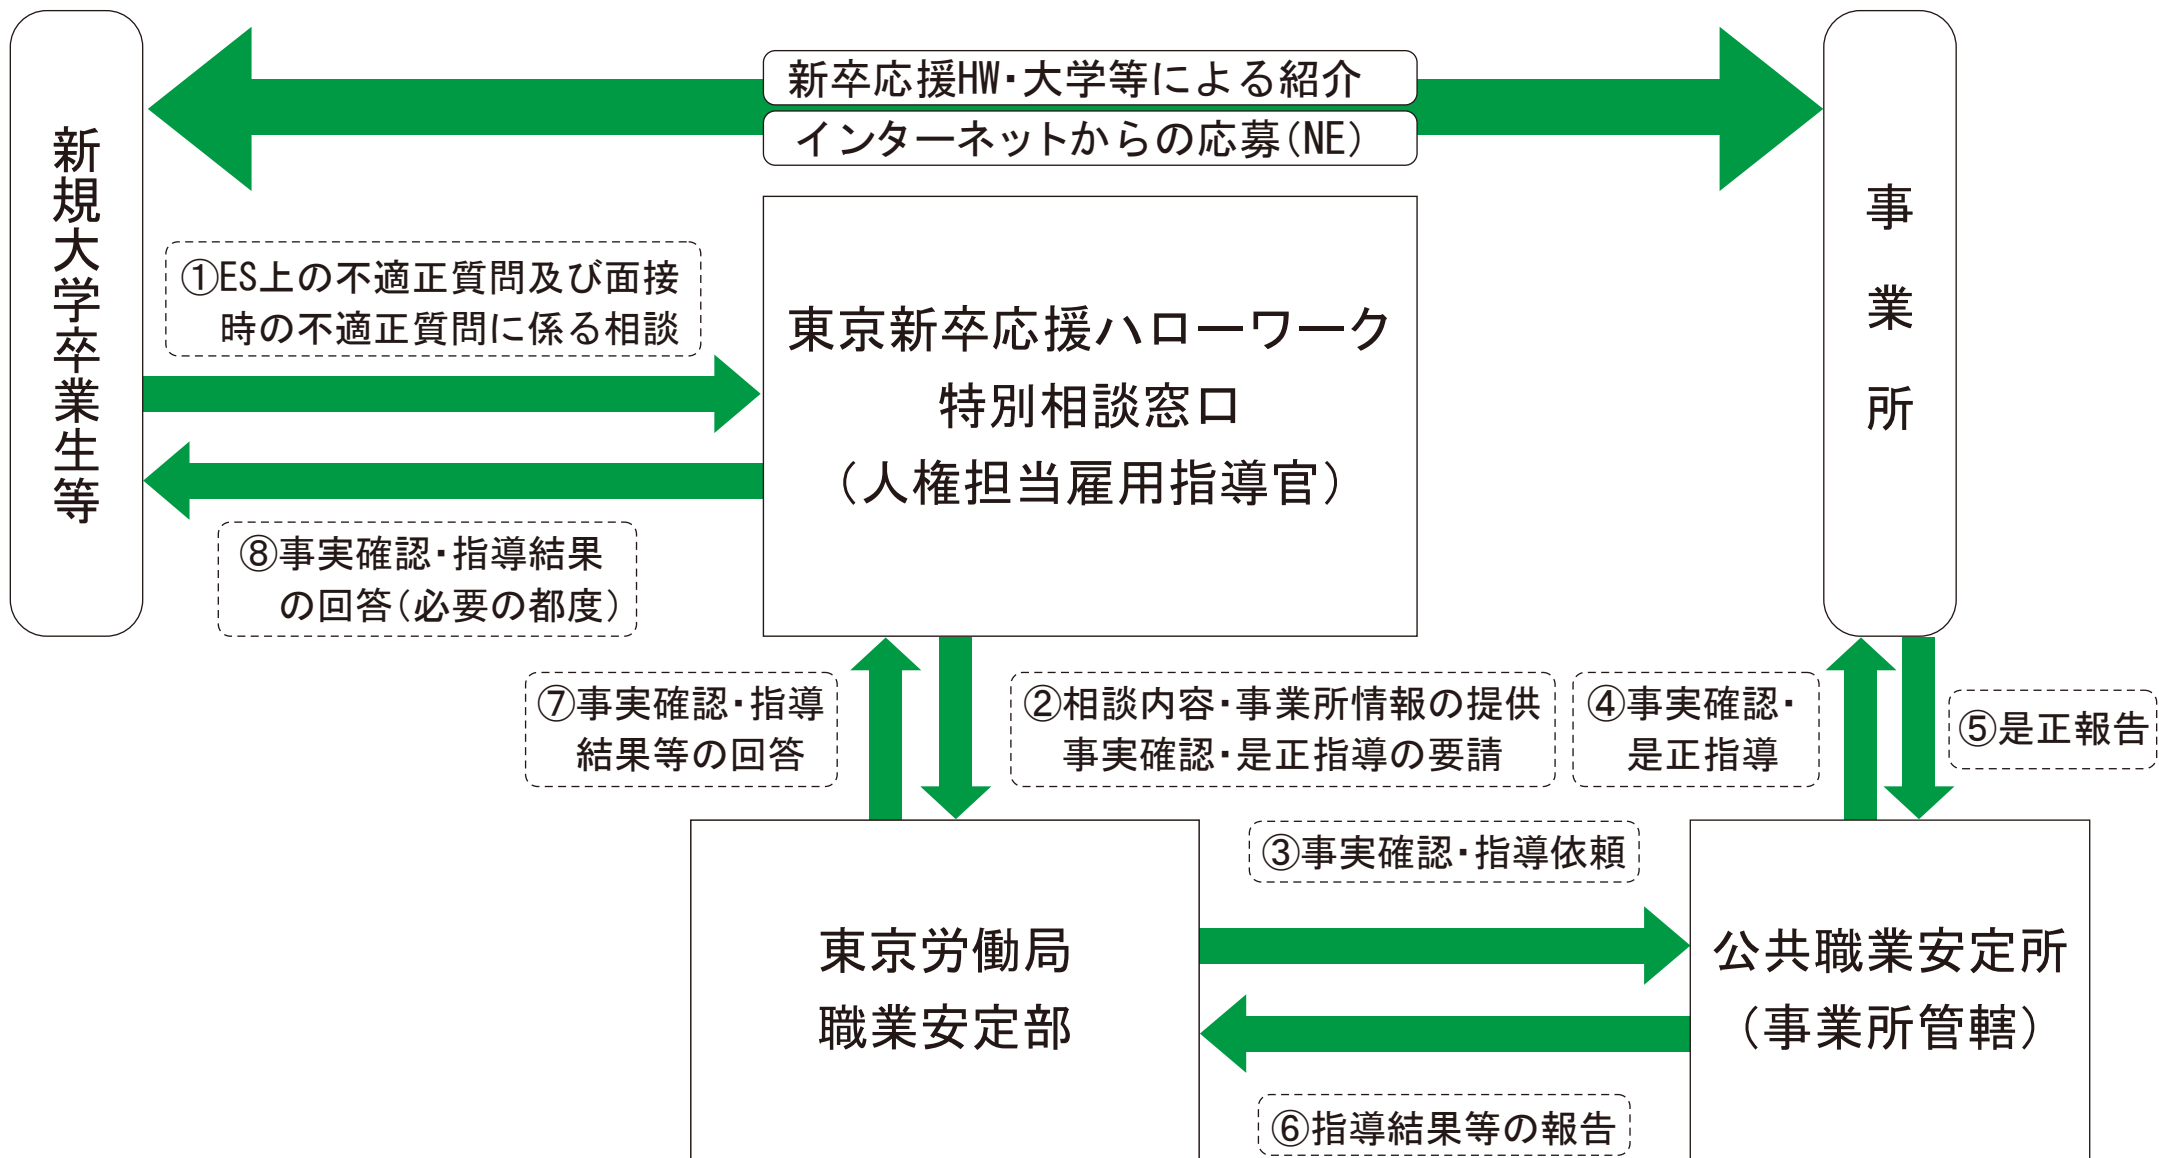 新規大学卒業生等
新卒応援HW・大学等による紹介
インターネットからの応募(NE)
事業所
①ES上の不適正質問及び面接
時の不適正質問に係る相談
東京新卒応援ハローワーク
特別相談窓口
(人権担当雇用指導官)
⑧事実確認・指導結果
の回答(必要の都度)
⑦事実確認・指導
結果等の回答
②相談内容・事業所情報の提供
事実確認・是正指導の要請
④事実確認・
是正指導
⑤是正報告
③事実確認・指導依頼
東京労働局
職業安定部
公共職業安定所
(事業所管轄)
⑥指導結果等の報告